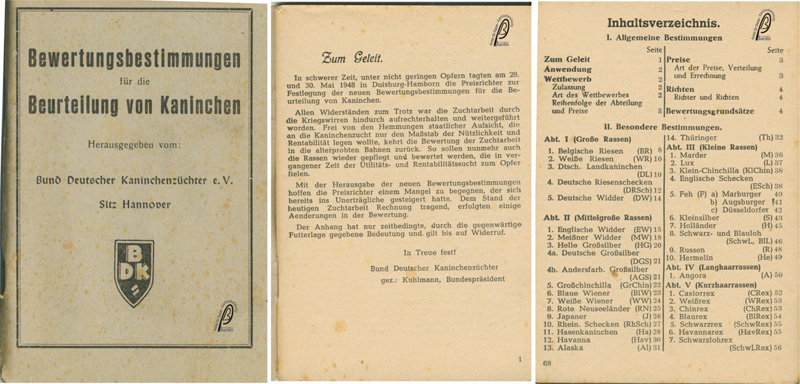 Bewertungsbestimmungen
für die
Beurteilung von Kaninchen
Herausgegeben vom:
Bund Deutscher Kaninchenzüchter e. V.
Sitz Hannover
B
DK
Zum Geleit.
In schwerer Zeit, unter nicht geringen Opfern tagten am 29.
und 30. Mai 1948 in Duisburg-Hamborn die Preisrichter zur
Festlegung der neuen Bewertungsbestimmungen für die Be-
urteilung von Kaninchen.
Allen Widerständen zum Trotz war die Zuchtarbeit durch
die Kriegswirren hindurch aufrechterhalten und weitergeführt
worden. Frei von den Hemmungen staatlicher Aufsicht, die
an die Kaninchenzucht nur den Maßstab der Nützlichkeit und
Rentabilität legen wollte, kehrt die Bewertung der Zuchtarbeit
in die alterprobten Bahnen zurück. So sollen nunmehr auch
die Rassen wieder gepflegt und bewertet werden, die in ver-
gangener Zeit der Utilitäts- und Rentabilitätssucht zum Opfer
fielen.
Mit der Herausgabe der neuen Bewertungsbestimmungen
hoffen die Preisrichter einem Mangel zu begegnen, der sich
bereits ins Unerträgliche gesteigert hatte. Dem Stand der
heutigen Zuchtarbeit Rechnung tragend, erfolgten einige
Aenderungen in der Bewertung.
Der Anhang hat nur zeitbedingte, durch die gegenwärtige
Futterlage gegebene Bedeutung und gilt bis auf Widerruf.
In Treue fest!
Bund Deutscher Kaninchenzüchter
gez.: Kuhlmann, Bundespräsident
1
Inhaltsverzeichnis.
I. Allgemeine Bestimmungen
Seite
Zum Geleit 1
Anwendung 2
Wettbewerb 2
Zulassung 2
Art des Wettbewerbes 2
Reihenfolge der Abteilung
und Preise 3
Seite
Preise 3
Art der Preise, Verteilung
und Errechnung 3
Richten 4
Richter und Richten 4
Bewertungsgrundsätze 4
II. Besondere Bestimmungen.
Abt. I (Große Rassen)
1. Belgische Riesen (BR) 8
2. Weiße Riesen (WR) 10
3. Dtsch. Landkaninchen
(DL) 10
4. Deutsche Riesenschecken
(DRSch) 12
5. Deutsche Widder (DW) 14
Abt. II (Mittelgroße Rassen)
1. Englische Widder (EW) 15
2. Meißner Widder (MW) 18
3. Helle Großsilber (HG) 20
4a. Deutsche Großsilber
(DGS) 21
4b. Andersfarb. Großsilber
(AGS) 21
5. Großchinchilla (GrChin) 22
6. Blaue Wiener (BlW) 23
7. Weiße Wiener (WW) 24
8. Rote Neuseeländer (RN) 25
9. Japaner (J) 26
10. Rhein. Schecken (RhSch) 27
11. Hasenkaninchen (Ha) 28
12. Havanna (Hav) 30
13. Alaska (Al) 31
68
14. Thüringer (Th) 32
Abt. III (Kleine Rassen)
1. Marder (M) 36
2. Lux (L) 37
3. Klein-Chinchilla (KlChin) 38
4. Englische Schecken
(ESch) 38
5. Feh (F) a) Marburger 40
b) Augsburger 41
c) Düsseldorfer 42
6. Kleinsilber (S) 43
7. Holländer (H) 45
8. Schwarz- und Blauloh
(SchwL, BlL) 46
9. Russen (R) 48
10. Hermelin (He) 49
Abt. IV (Langhaarrassen)
1. Angora (A) 50
Abt. V (Kurzhaarrassen)
1. Castorrex (CRex) 52
2. Weißrex (WRex) 53
3. Chinrex (ChRex) 53
4. Blaurex (BlRex) 54
5. Schwarzrex (SchwRex) 55
6. Havannarex (HavRex) 55
7. Schwarzlohrex
(SchwLRex) 56